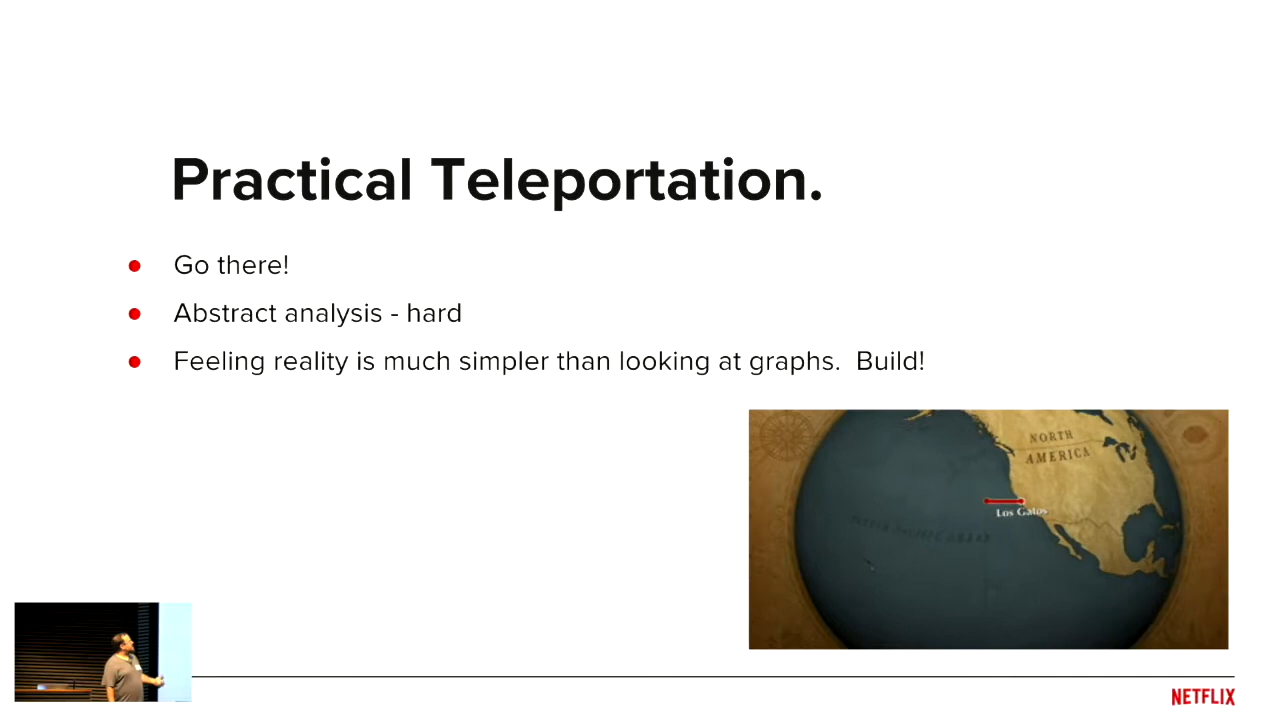 Practical Teleportation.
Go there!
Abstract analysis - hard
Feeling reality is much simpler than looking at graphs. Build!
NORTH
AMERICA
Los Gatos
NETFLIX